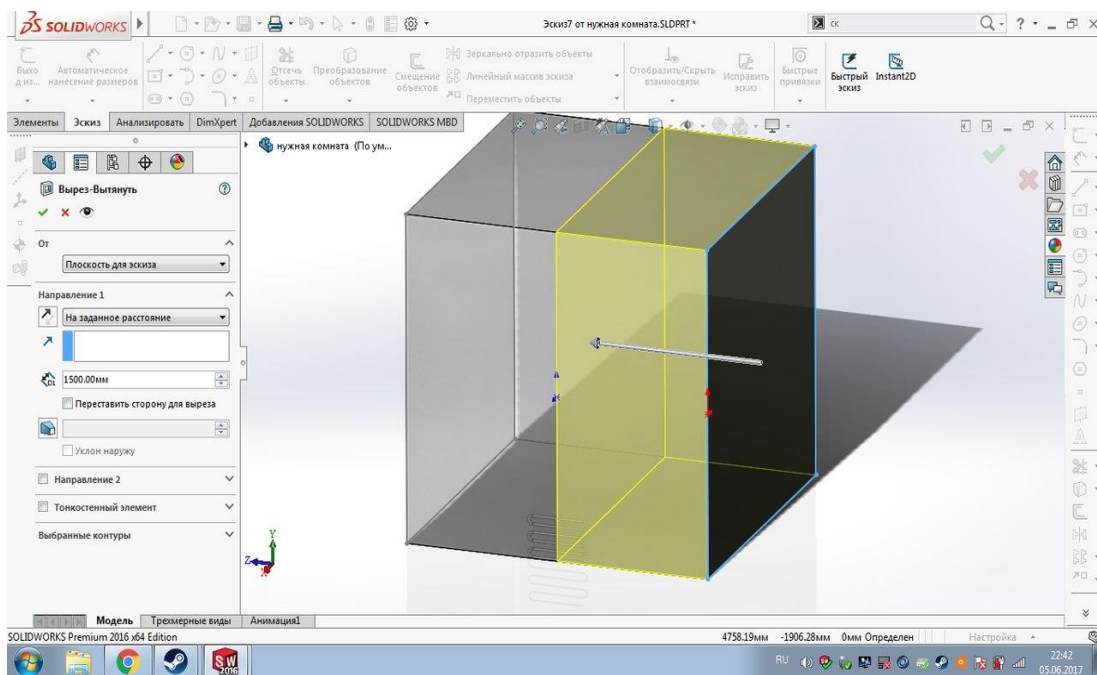 SOLIDWORKS
Эскиз7 от нужная комната.SLDPRT *
ск
Выхо
д из...
Автоматическое
нанесение размеров
Отсечь
объекты
Преобразование
объектов
Смещение
объектов
Зеркально отразить объекты
Линейный массив эскиза
Переместить объекты
Отобразить/Скрыть
взаимосвязи
Исправить
эскиз
Быстрые
привязки
Быстрый
эскиз
Instant2D
Элементы Эскиз Анализировать DimXpert Добавления SOLIDWORKS SOLIDWORKS MBD
нужная комната (По ум...
Вырез-Вытянуть
От
Плоскость для эскиза
Направление 1
На заданное расстояние
1500.00мм
Переставить сторону для выреза
Уклон наружу
Направление 2
Тонкостенный элемент
Выбранные контуры
Y
Z
X
Модель Трехмерные виды Анимация1
SOLIDWORKS Premium 2016 x64 Edition
4758.19мм -1906.28мм 0мм Определен Настройка
SW
2016
RU
22:42
05.06.2017